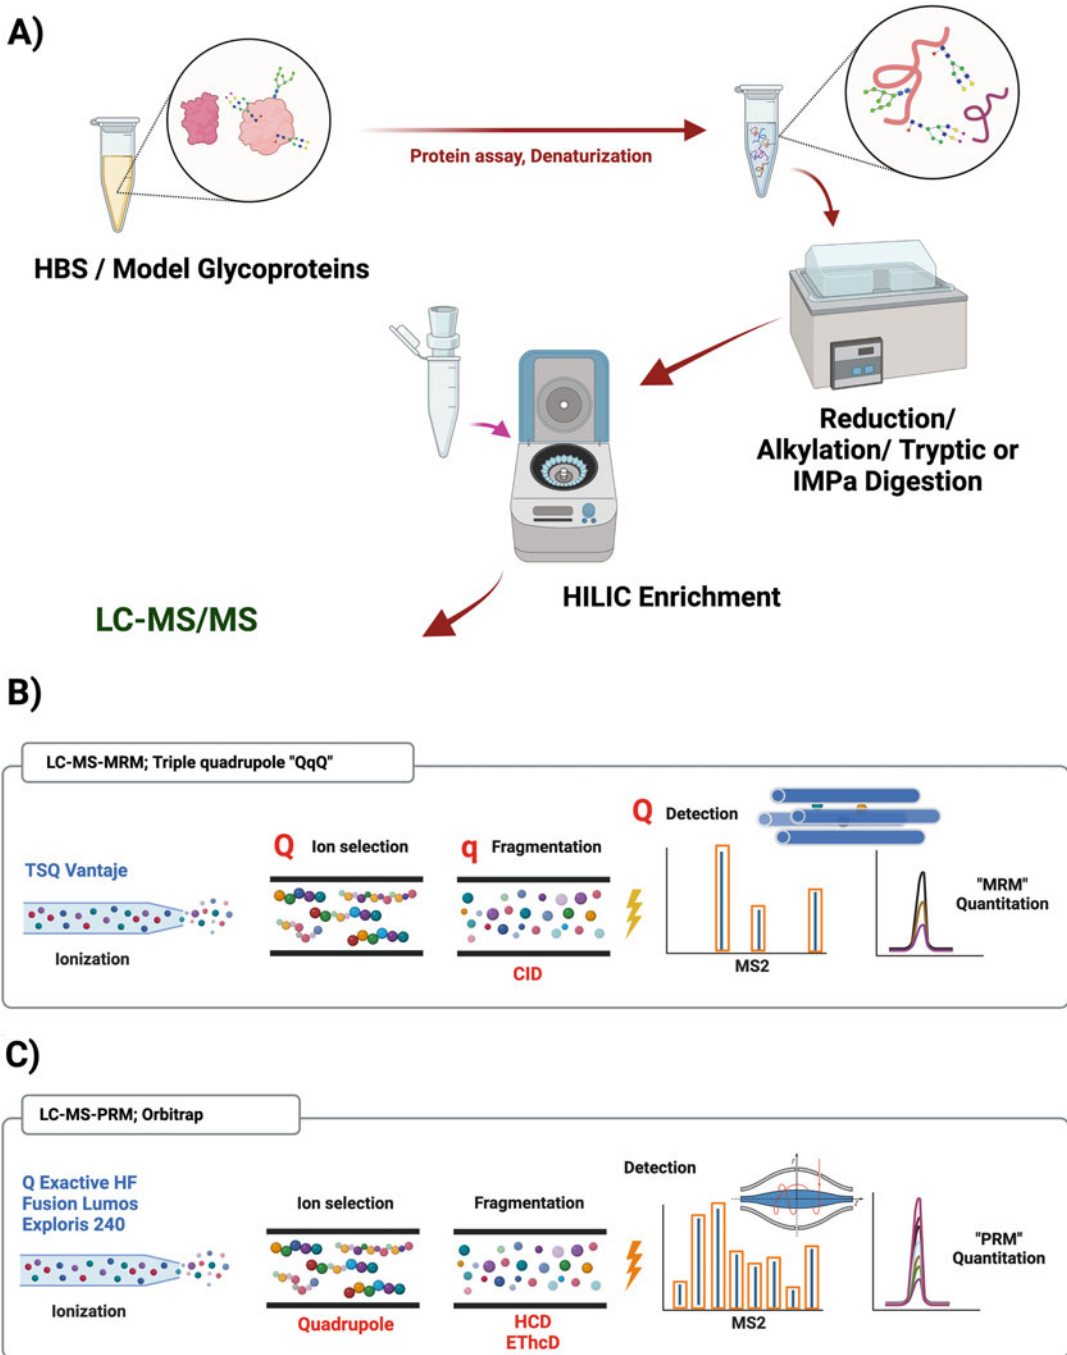 A)
Protein assay, Denaturization
HBS / Model Glycoproteins
Reduction/
Alkylation/ Tryptic or
IMPa Digestion
HILIC Enrichment
LC-MS/MS
B)
LC-MS-MRM; Triple quadrupole "QqQ"
TSQ Vantaje
Ionization
Q Ion selection
q Fragmentation
CID
Q Detection
MS2
"MRM"
Quantitation
C)
LC-MS-PRM; Orbitrap
Q Exactive HF
Fusion Lumos
Exploris 240
Ionization
Ion selection
Quadrupole
Fragmentation
HCD
EThcD
Detection
r
z
MS2
"PRM"
Quantitation